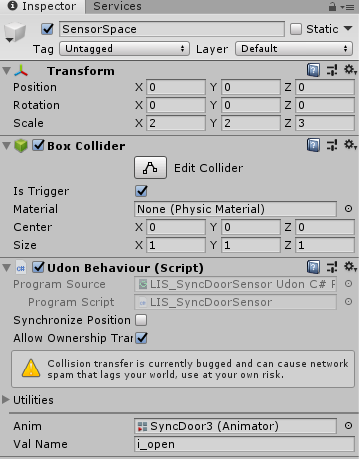 Inspector Services
SensorSpace Static
Tag Untagged Layer Default
Transform
Position X 0 Y 0 Z 0
Rotation X 0 Y 0 Z 0
Scale X 2 Y 2 Z 3
Box Collider
Edit Collider
Is Trigger
Material None (Physic Material)
Center X 0 Y 0 Z 0
Size X 1 Y 1 Z 1
Udon Behaviour (Script)
Program Source LIS_SyncDoorSensor Udon C# P
Program Script LIS_SyncDoorSensor
Synchronize Position
Allow Ownership Tran
Collision transfer is currently bugged and can cause network
spam that lags your world, use at your own risk.
Utilities
Anim SyncDoor3 (Animator)
Val Name i_open